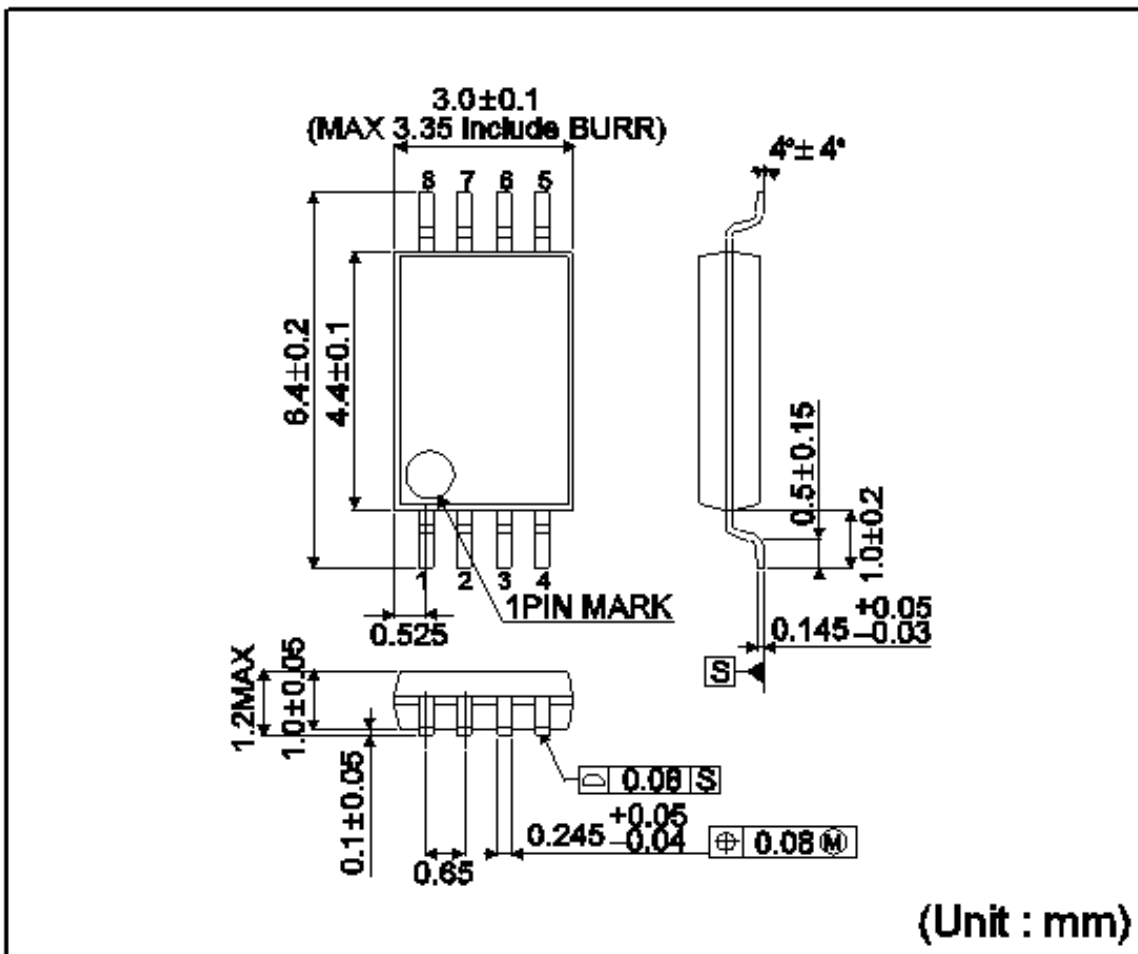 3.0±0.1
(MAX 3.35 Include BURR)
4°±4°
8 7 6 5
6.4±0.2
4.4±0.1
0.5±0.15
1.0±0.2
1 2 3 4
1PIN MARK
0.525
0.145 +0.05 −0.03
S
1.2MAX
1.0±0.05
0.1±0.05
0.08 S
0.245 +0.05 −0.04
⌖ 0.08 Ⓜ
0.65
(Unit : mm)